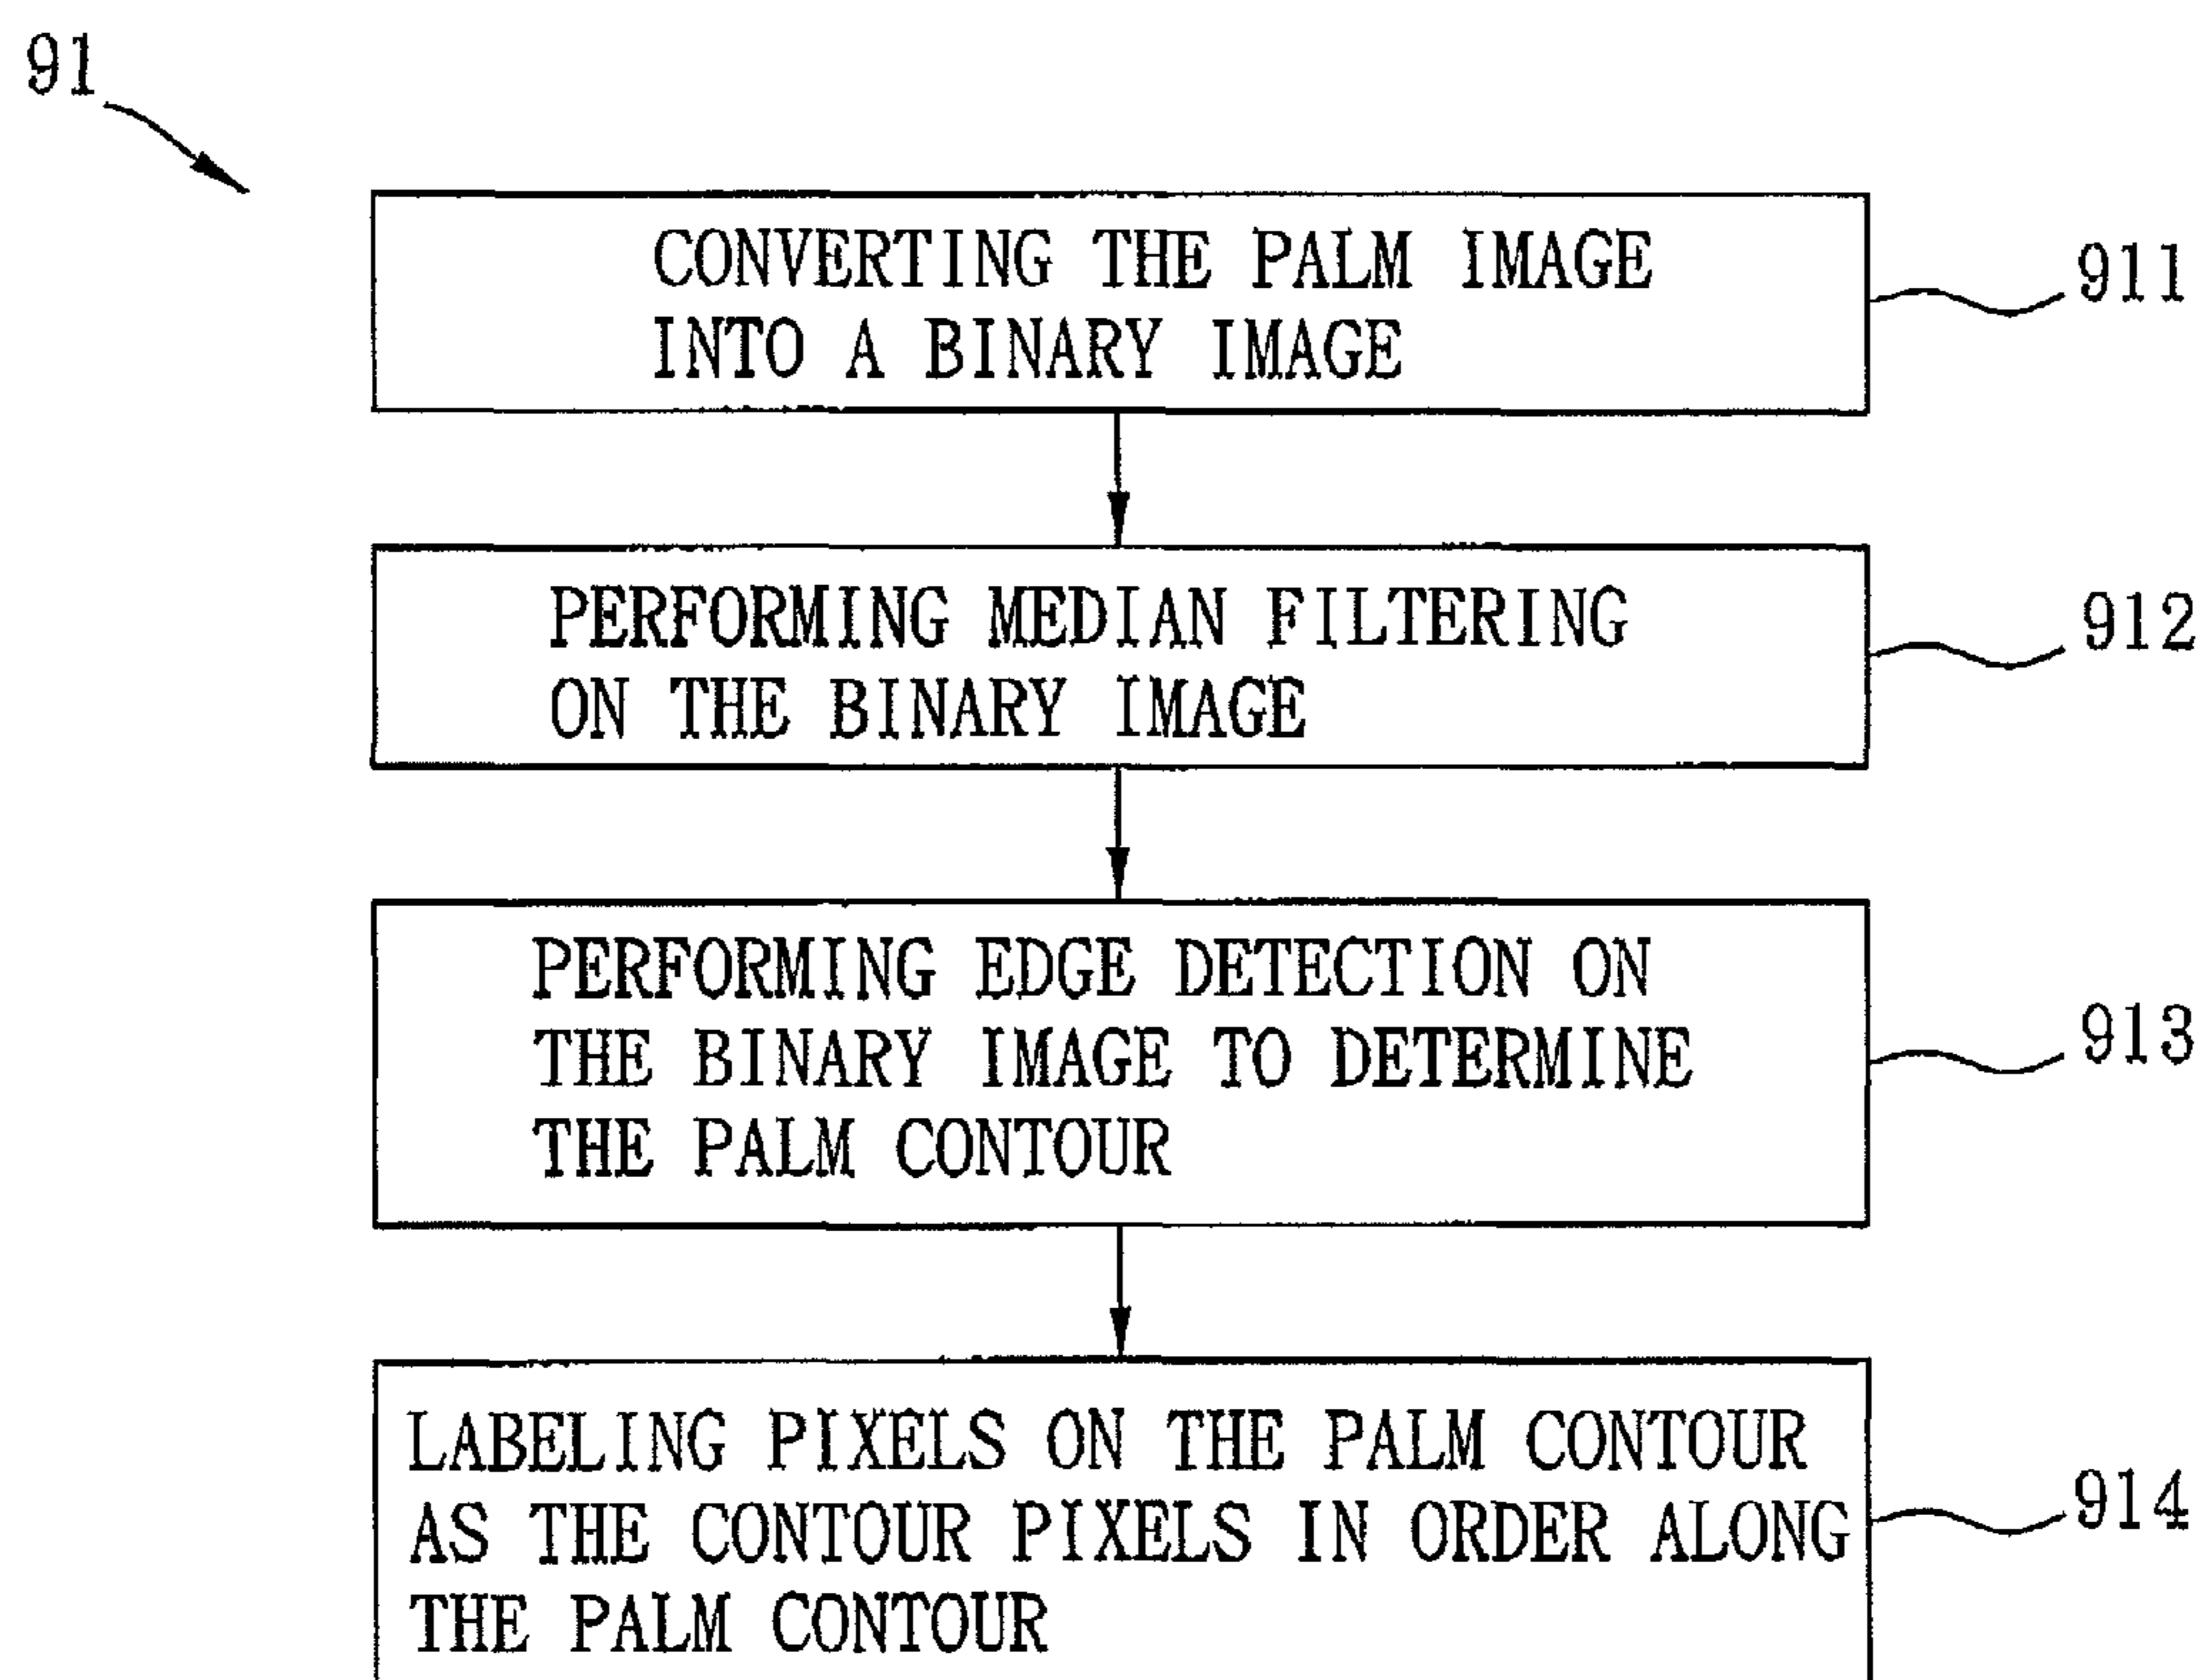 91
CONVERTING THE PALM IMAGE
INTO A BINARY IMAGE
911
PERFORMING MEDIAN FILTERING
ON THE BINARY IMAGE
912
PERFORMING EDGE DETECTION ON
THE BINARY IMAGE TO DETERMINE
THE PALM CONTOUR
913
LABELING PIXELS ON THE PALM CONTOUR
AS THE CONTOUR PIXELS IN ORDER ALONG
THE PALM CONTOUR
914